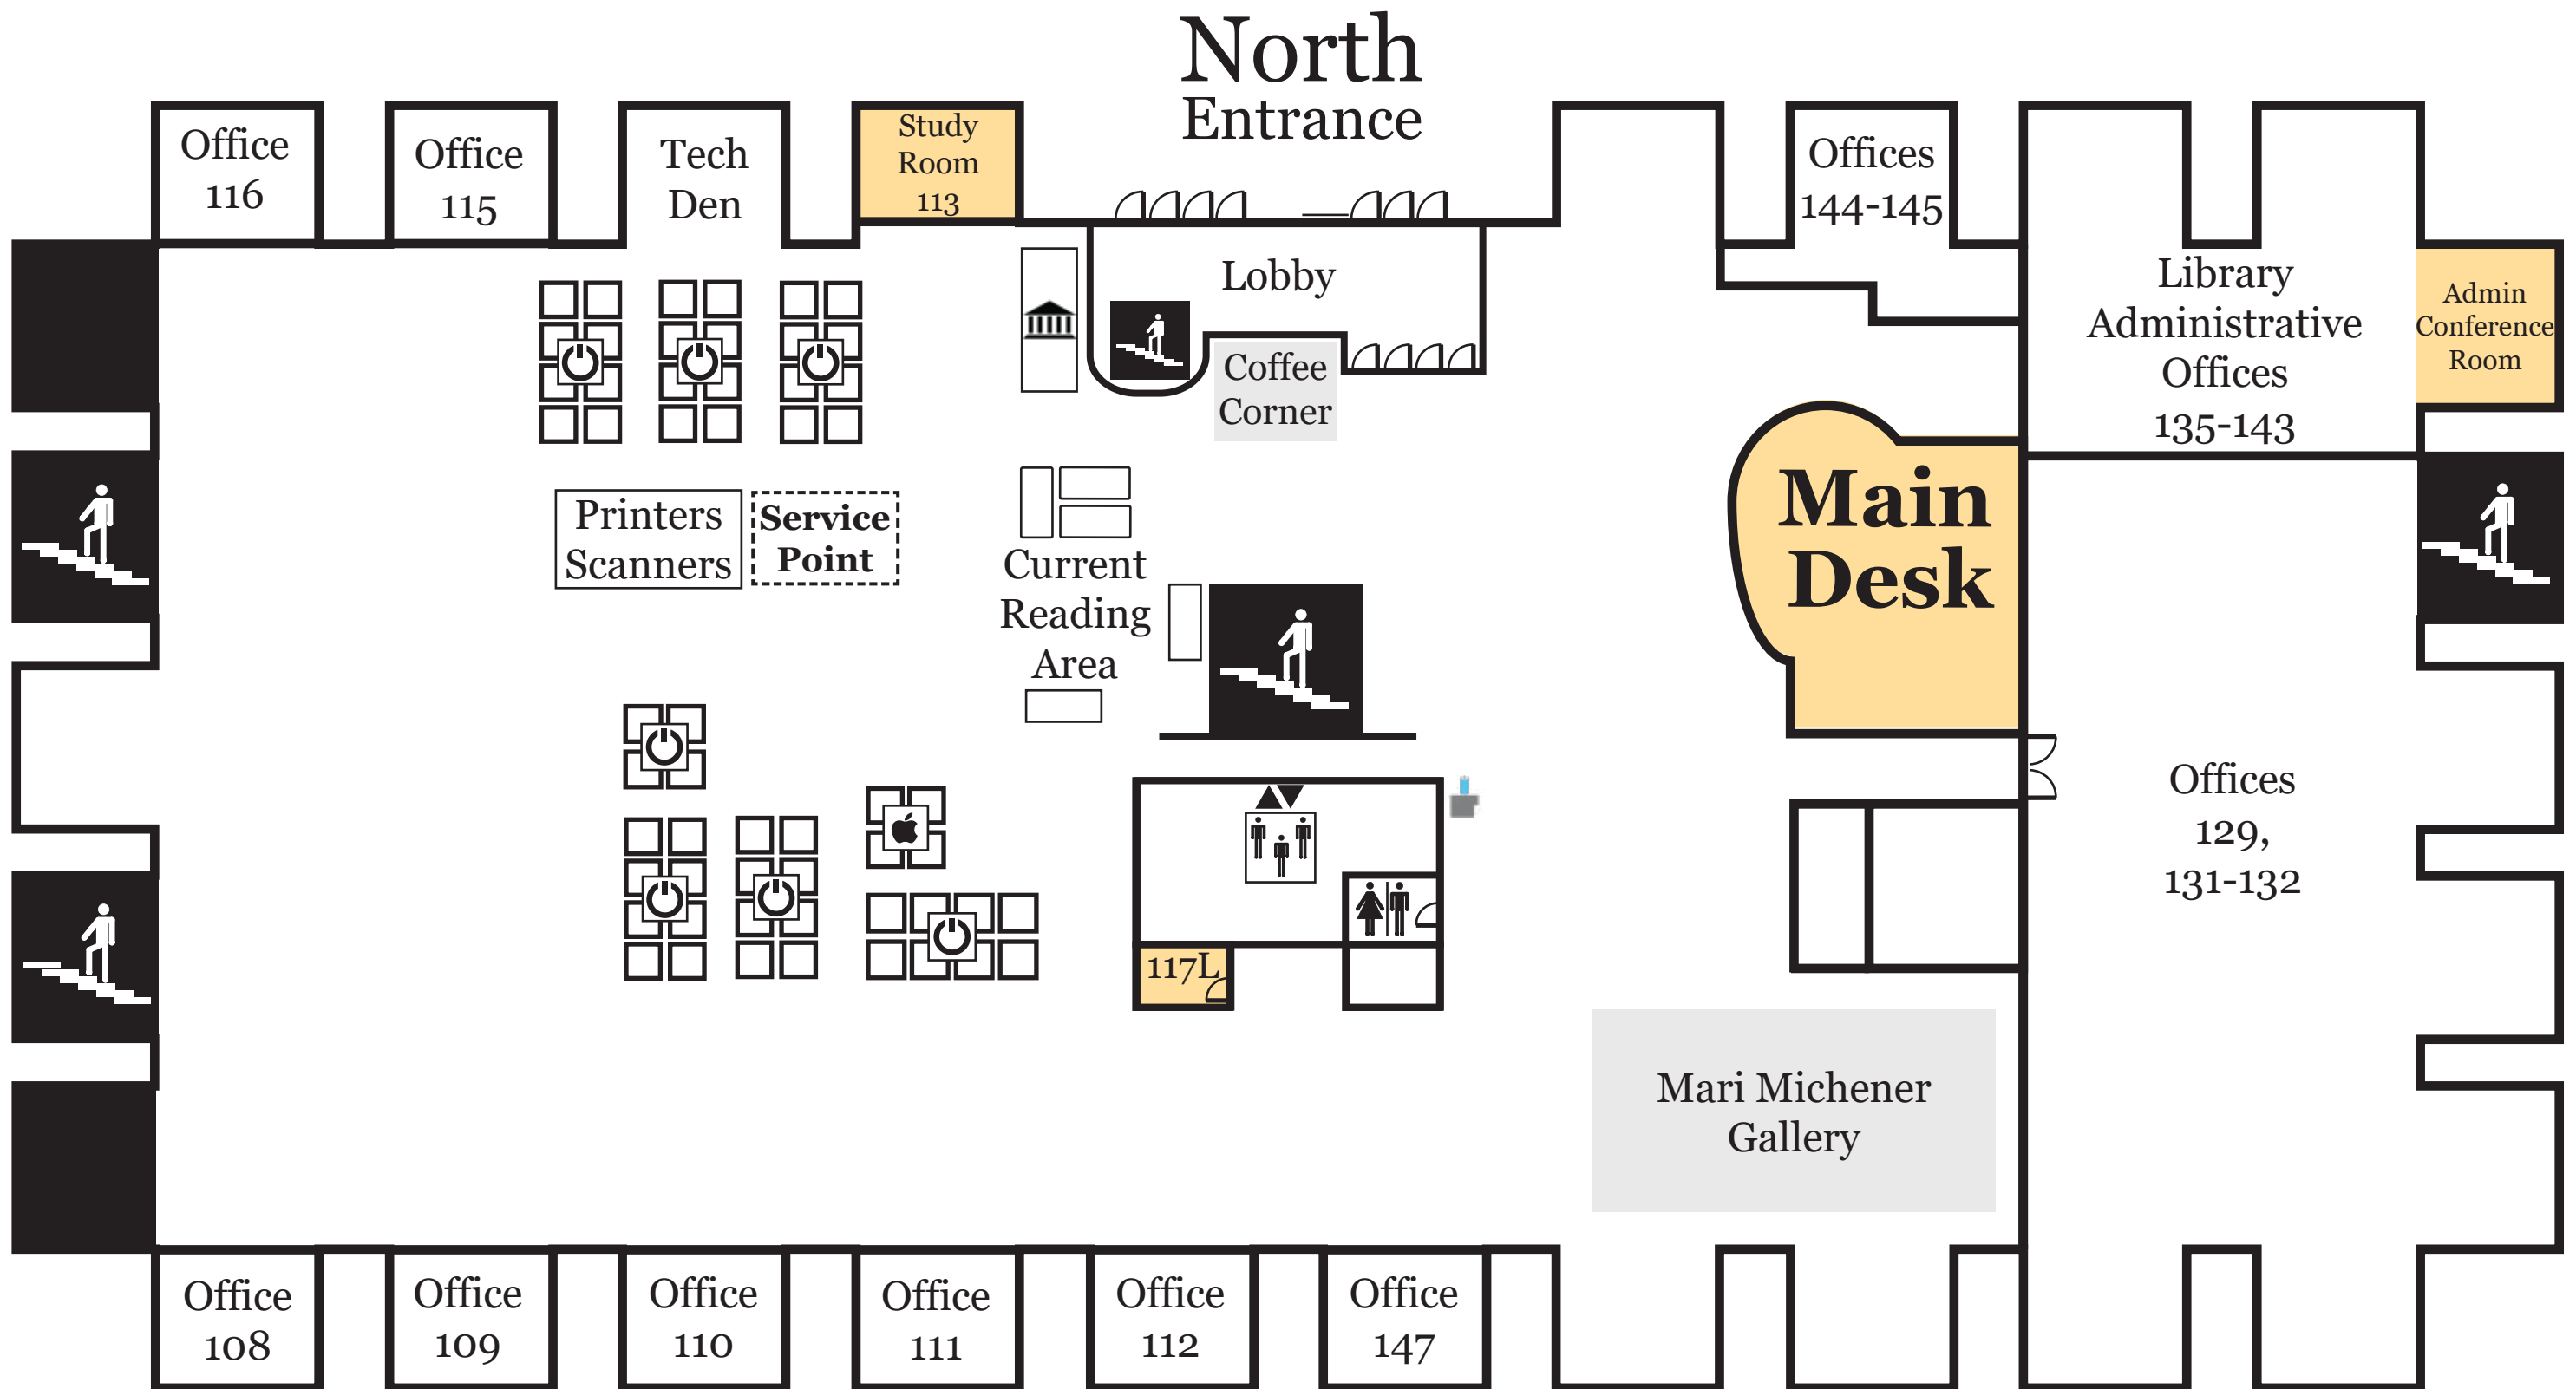 North
Entrance
Office
116
Office
115
Tech
Den
Study
Room
113
Offices
144-145
Lobby
Coffee
Corner
Library
Administrative
Offices
135-143
Admin
Conference
Room
Printers
Scanners
Service
Point
Current
Reading
Area
Main
Desk
Offices
129,
131-132
117L
Mari Michener
Gallery
Office
108
Office
109
Office
110
Office
111
Office
112
Office
147